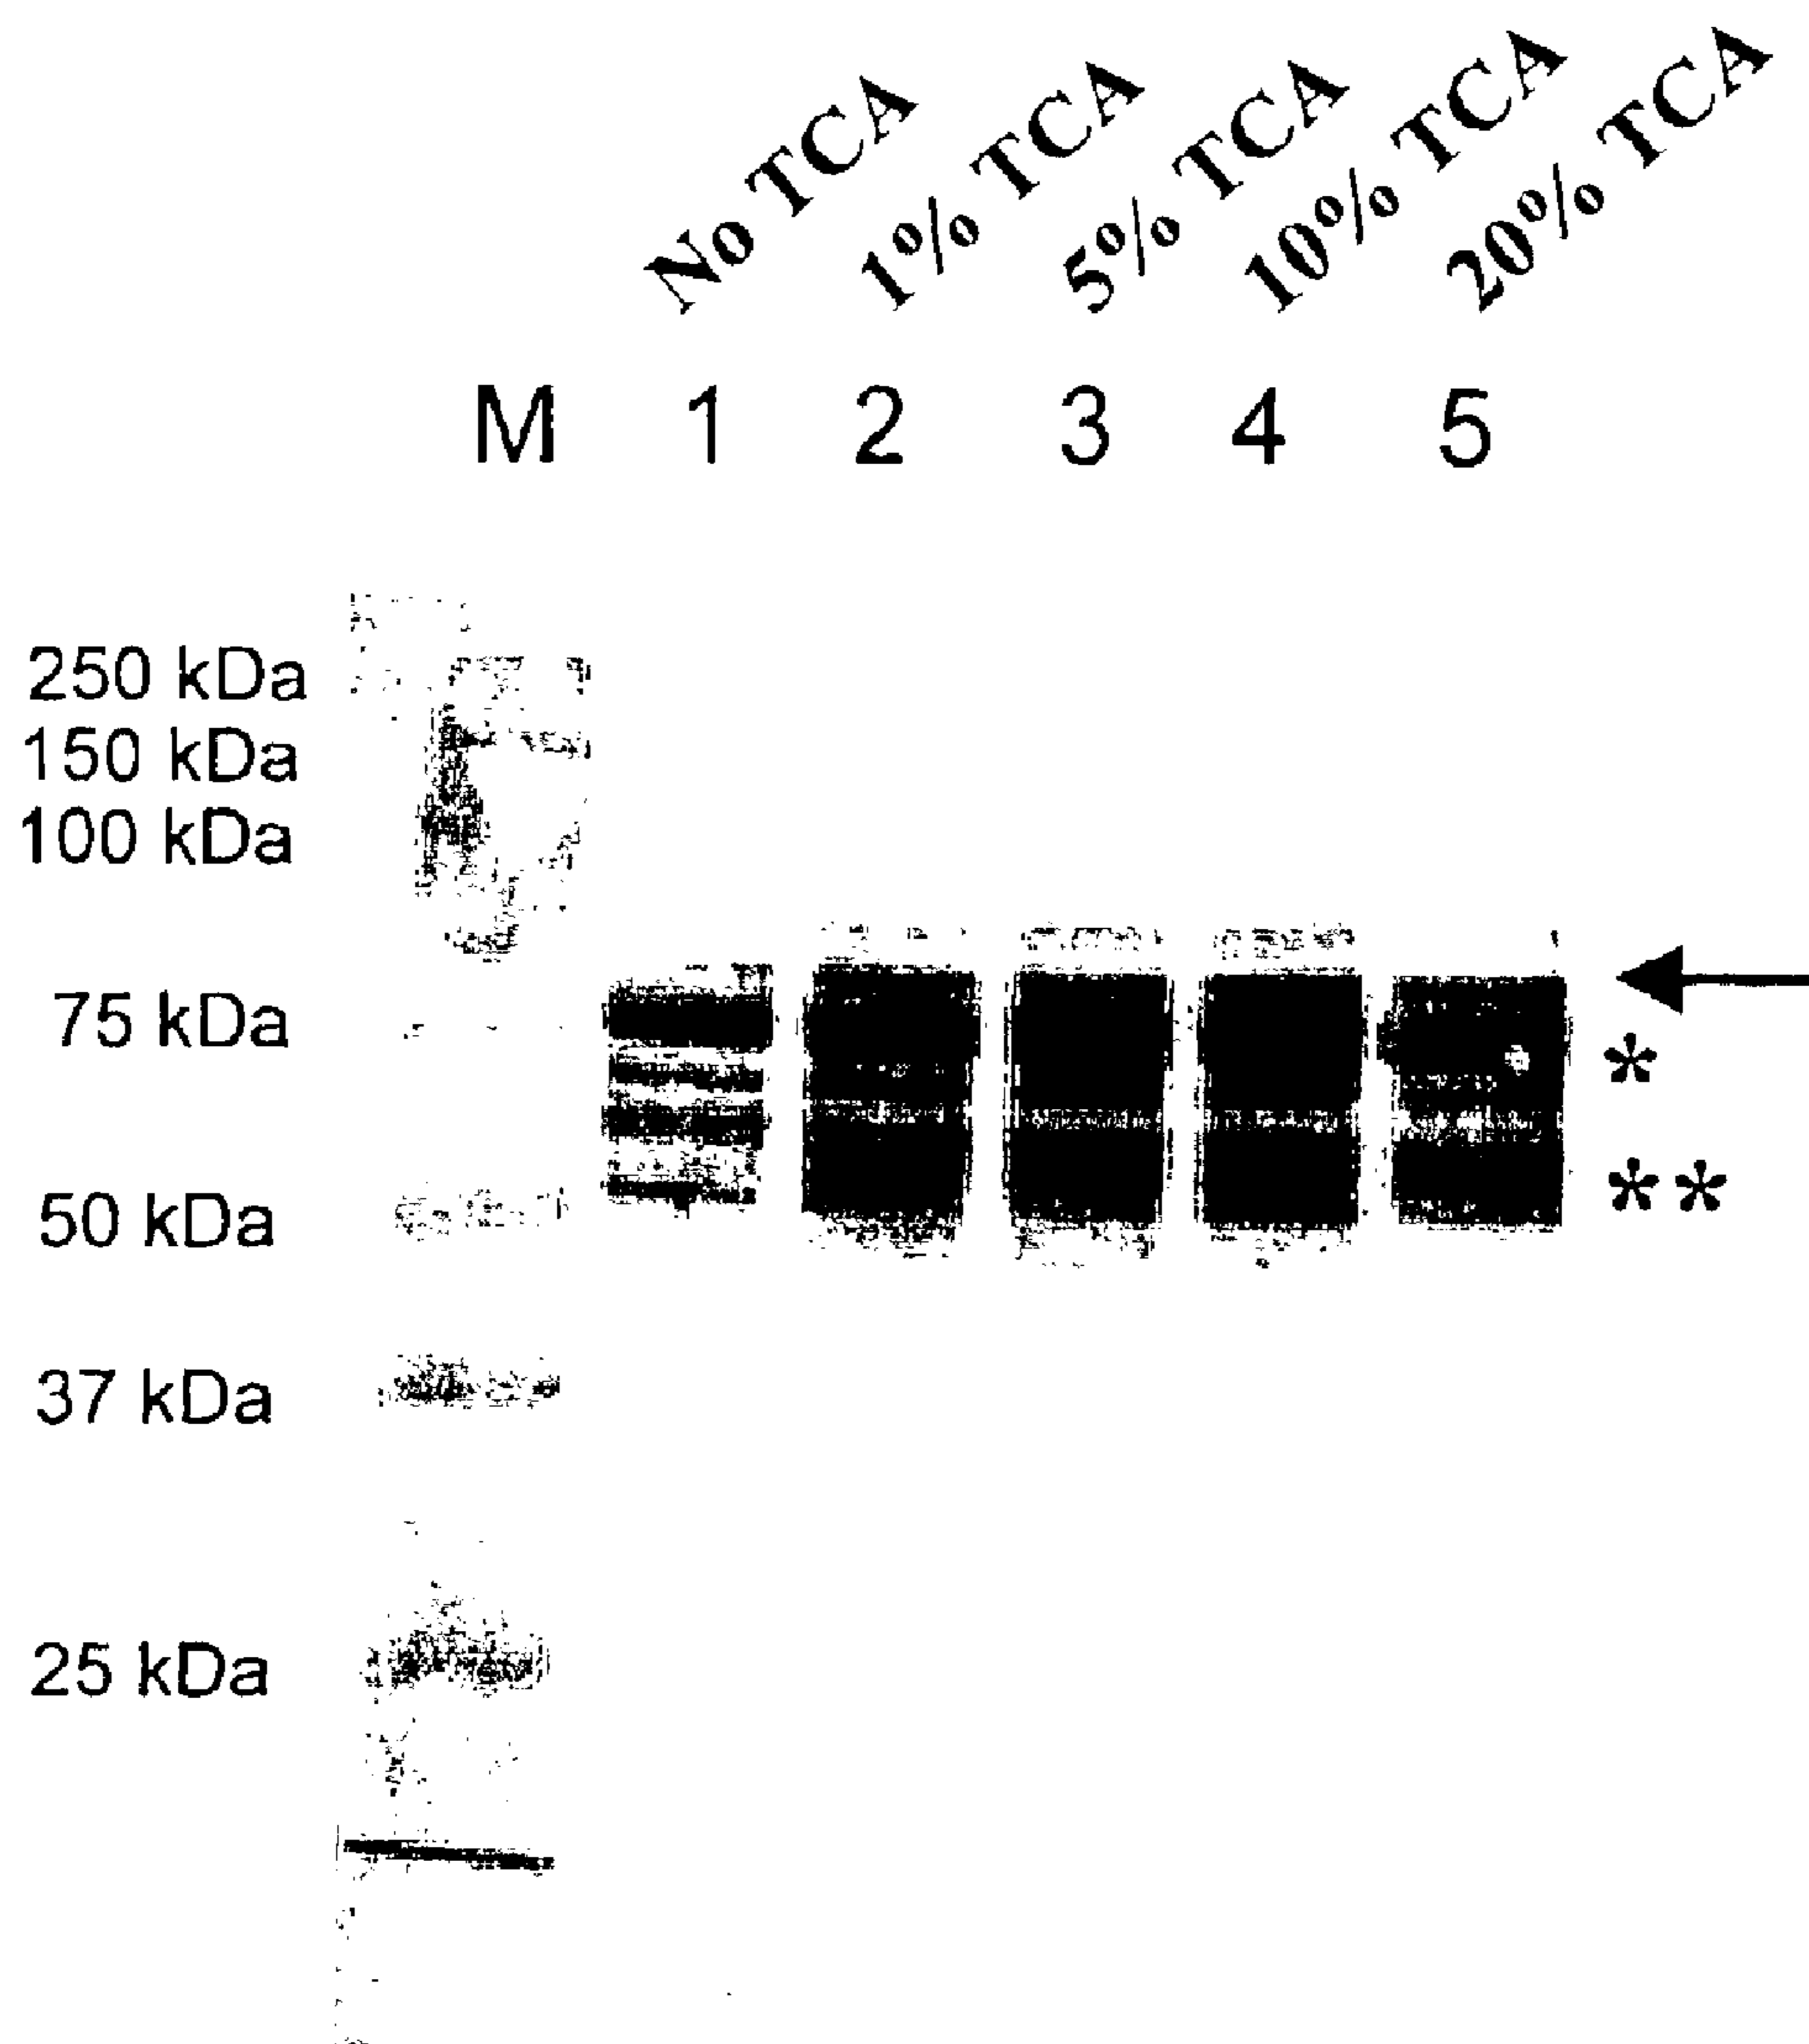 No TCA
1% TCA
5% TCA
10% TCA
20% TCA
M 1 2 3 4 5
250 kDa
150 kDa
100 kDa
75 kDa
*
50 kDa
**
37 kDa
25 kDa